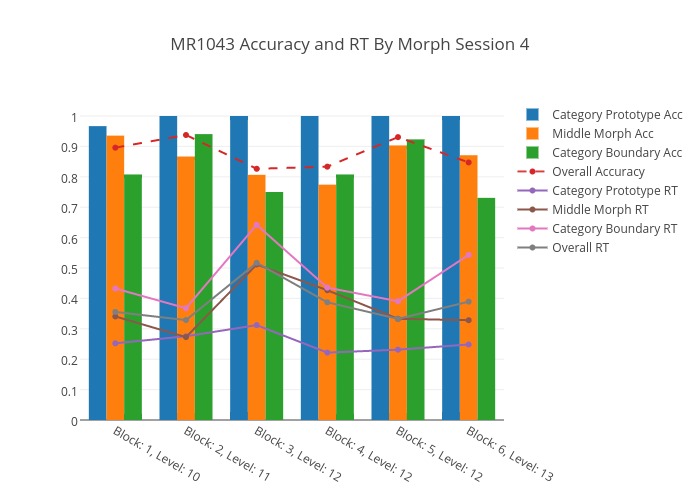 MR1043 Accuracy and RT By Morph Session 4
1
0.9
0.8
0.7
0.6
0.5
0.4
0.3
0.2
0.1
0
Block: 1, Level: 10
Block: 2, Level: 11
Block: 3, Level: 12
Block: 4, Level: 12
Block: 5, Level: 12
Block: 6, Level: 13
Category Prototype Acc
Middle Morph Acc
Category Boundary Acc
Overall Accuracy
Category Prototype RT
Middle Morph RT
Category Boundary RT
Overall RT